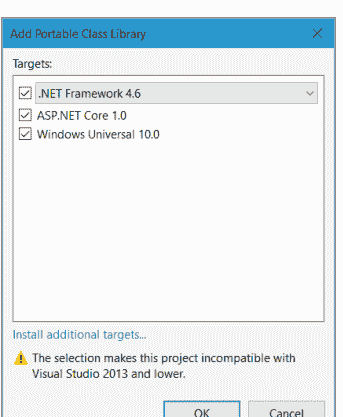 Add Portable Class Library
Targets:
.NET Framework 4.6
ASP.NET Core 1.0
Windows Universal 10.0
Install additional targets...
The selection makes this project incompatible with
Visual Studio 2013 and lower.
OK
Cancel